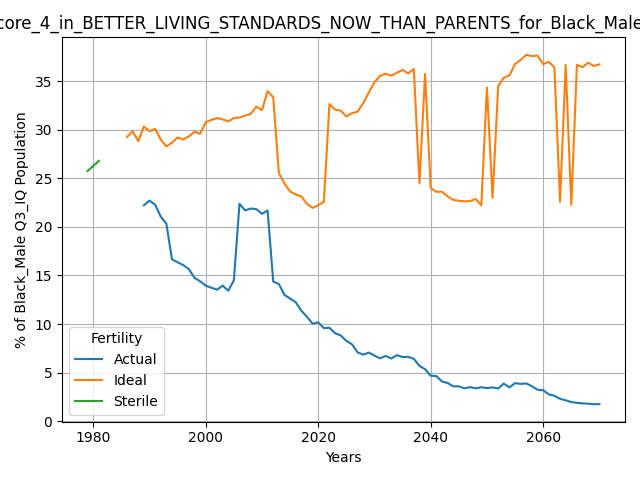 core_4_in_BETTER_LIVING_STANDARDS_NOW_THAN_PARENTS_for_Black_Male
% of Black_Male Q3_IQ Population
35
30
25
20
15
10
5
0
Fertility
Actual
Ideal
Sterile
1980 2000 2020 2040 2060
Years